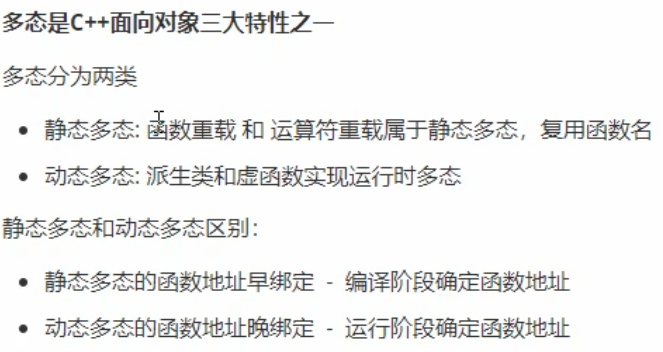 多态是C++面向对象三大特性之一
多态分为两类
• 静态多态: 函数重载 和 运算符重载属于静态多态，复用函数名
• 动态多态: 派生类和虚函数实现运行时多态
静态多态和动态多态区别：
• 静态多态的函数地址早绑定 - 编译阶段确定函数地址
• 动态多态的函数地址晚绑定 - 运行阶段确定函数地址